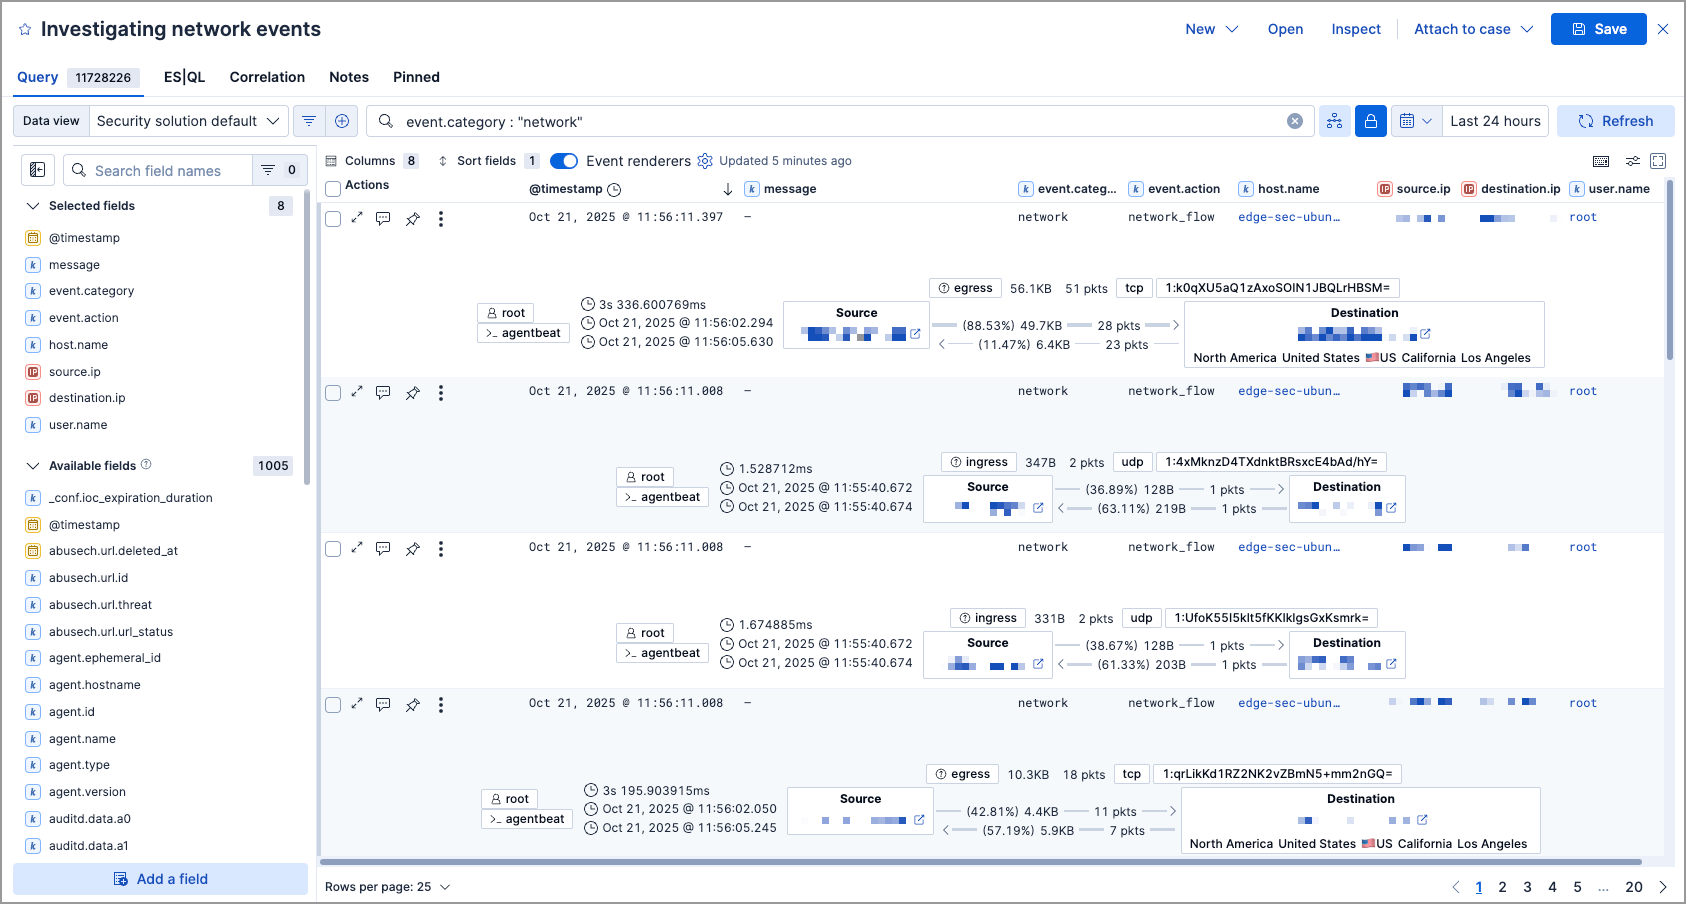 Investigating network events
New
Open
Inspect
Attach to case
Save
Query 11728226
ES|QL
Correlation
Notes
Pinned
Data view
Security solution default
event.category : "network"
Last 24 hours
Refresh
Search field names
0
Columns 8
Sort fields 1
Event renderers
Updated 5 minutes ago
Selected fields 8
@timestamp
message
event.category
event.action
host.name
source.ip
destination.ip
user.name
Available fields 1005
_conf.ioc_expiration_duration
@timestamp
abusech.url.deleted_at
abusech.url.id
abusech.url.threat
abusech.url.url_status
agent.ephemeral_id
agent.hostname
agent.id
agent.name
agent.type
agent.version
auditd.data.a0
auditd.data.a1
Add a field
Actions @timestamp message event.categ... event.action host.name source.ip destination.ip user.name
Oct 21, 2025 @ 11:56:11.397 — network network_flow edge-sec-ubun… root
egress 56.1KB 51 pkts tcp 1:k0qXU5aQ1zAxoSOlN1JBQLrHBSM=
root
agentbeat
3s 336.600769ms
Oct 21, 2025 @ 11:56:02.294
Oct 21, 2025 @ 11:56:05.630
Source
(88.53%) 49.7KB 28 pkts
(11.47%) 6.4KB 23 pkts
Destination
North America United States US California Los Angeles
Oct 21, 2025 @ 11:56:11.008 — network network_flow edge-sec-ubun… root
ingress 347B 2 pkts udp 1:4xMknzD4TXdnktBRsxcE4bAd/hY=
root
agentbeat
1.528712ms
Oct 21, 2025 @ 11:55:40.672
Oct 21, 2025 @ 11:55:40.674
Source
(36.89%) 128B 1 pkts
(63.11%) 219B 1 pkts
Destination
Oct 21, 2025 @ 11:56:11.008 — network network_flow edge-sec-ubun… root
ingress 331B 2 pkts udp 1:UfoK55I5kIt5fKKlklgsGxKsmrk=
root
agentbeat
1.674885ms
Oct 21, 2025 @ 11:55:40.672
Oct 21, 2025 @ 11:55:40.674
Source
(38.67%) 128B 1 pkts
(61.33%) 203B 1 pkts
Destination
Oct 21, 2025 @ 11:56:11.008 — network network_flow edge-sec-ubun… root
egress 10.3KB 18 pkts tcp 1:qrLikKd1RZ2NK2vZBmN5+mm2nGQ=
root
agentbeat
3s 195.903915ms
Oct 21, 2025 @ 11:56:02.050
Oct 21, 2025 @ 11:56:05.245
Source
(42.81%) 4.4KB 11 pkts
(57.19%) 5.9KB 7 pkts
Destination
North America United States US California Los Angeles
Rows per page: 25
1 2 3 4 5 ... 20